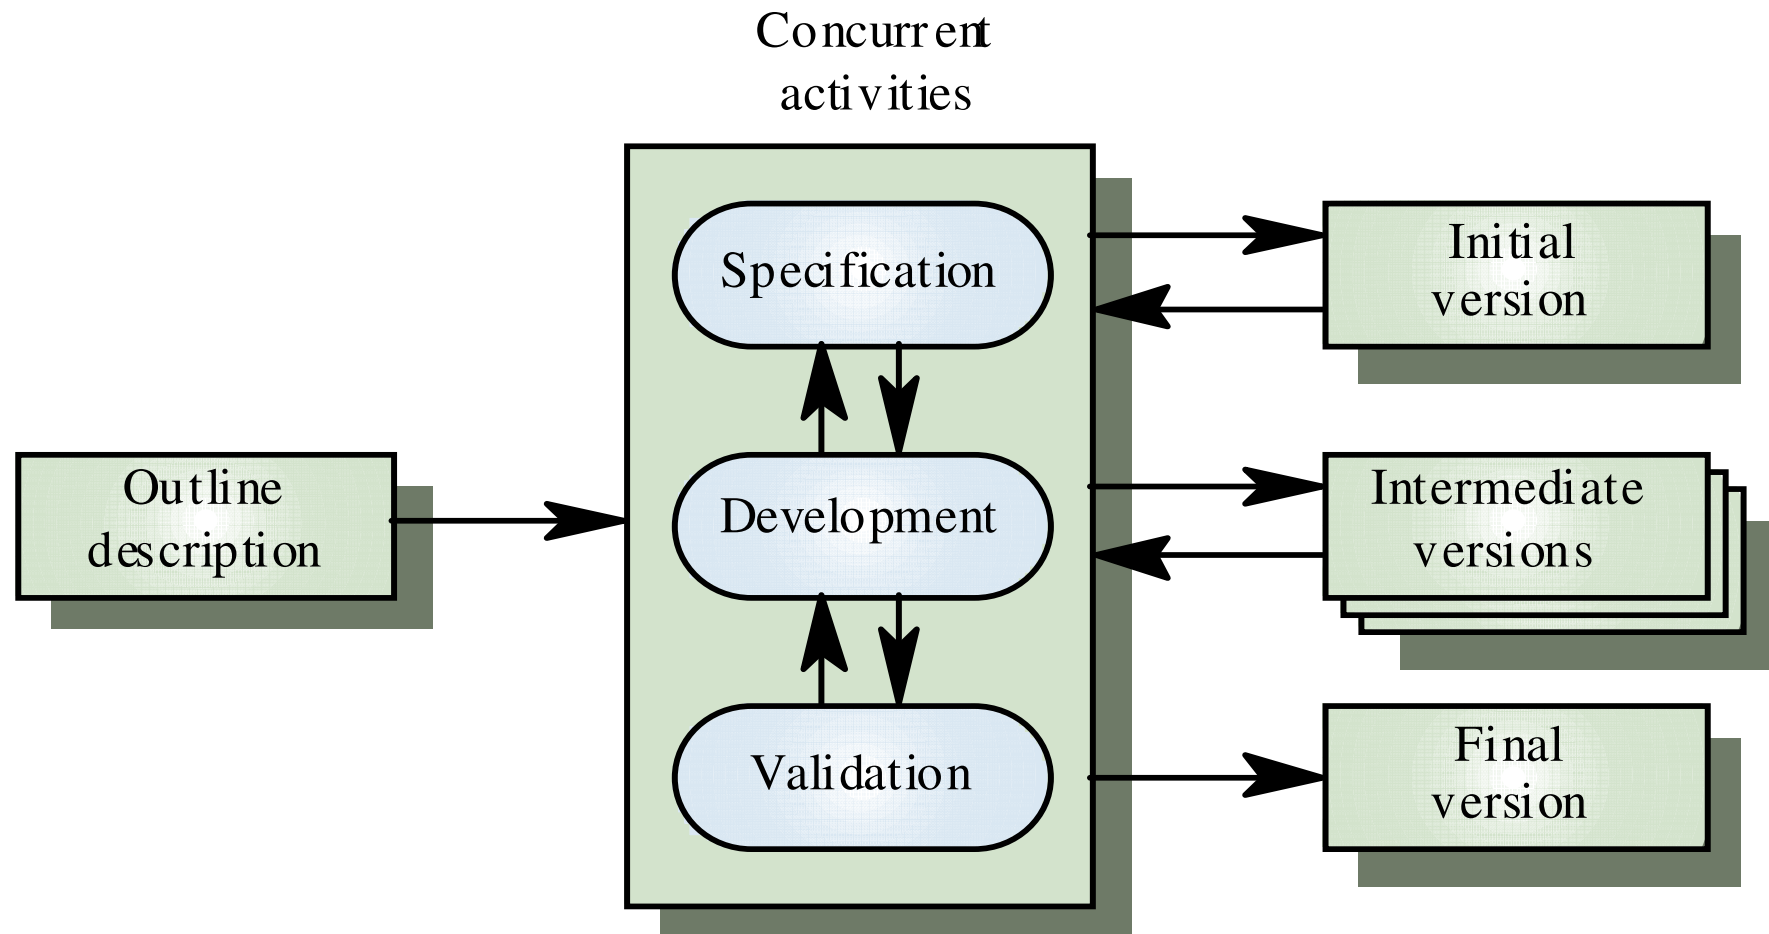 Concurrent
activities
Specification
Development
Validation
Outline
description
Initial
version
Intermediate
versions
Final
version